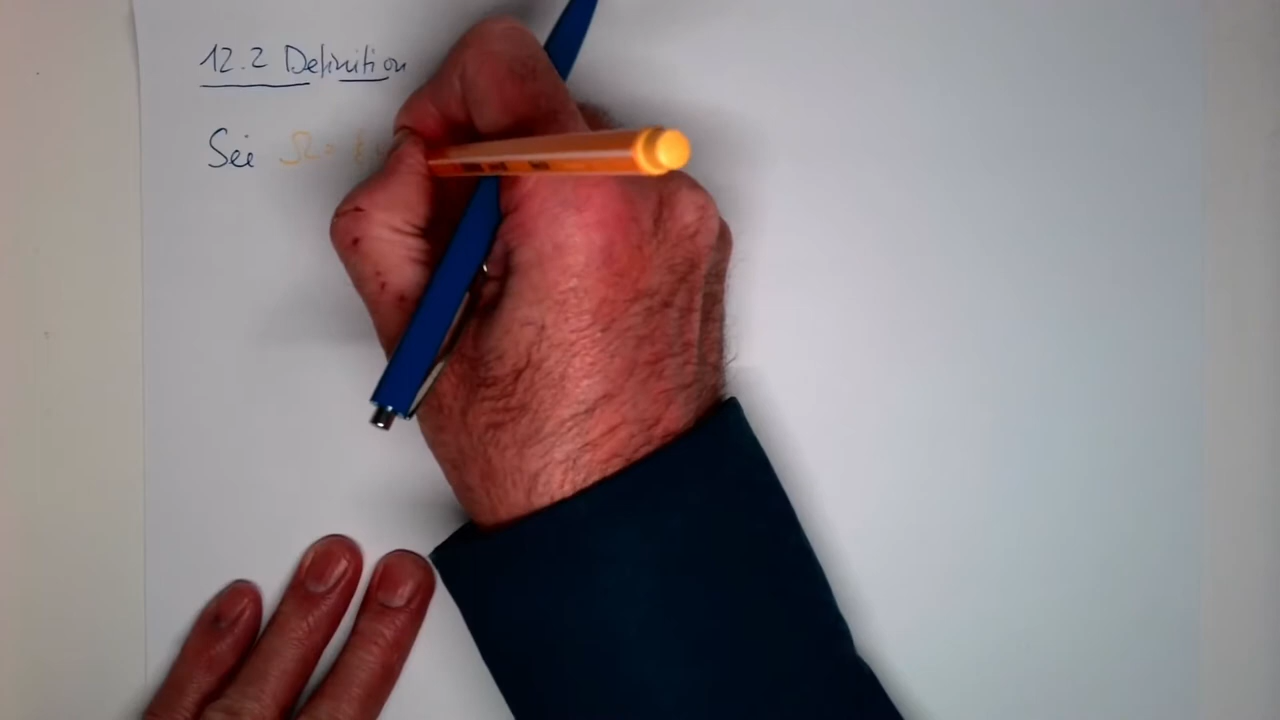 12.2 Definition
Sei Ω = {